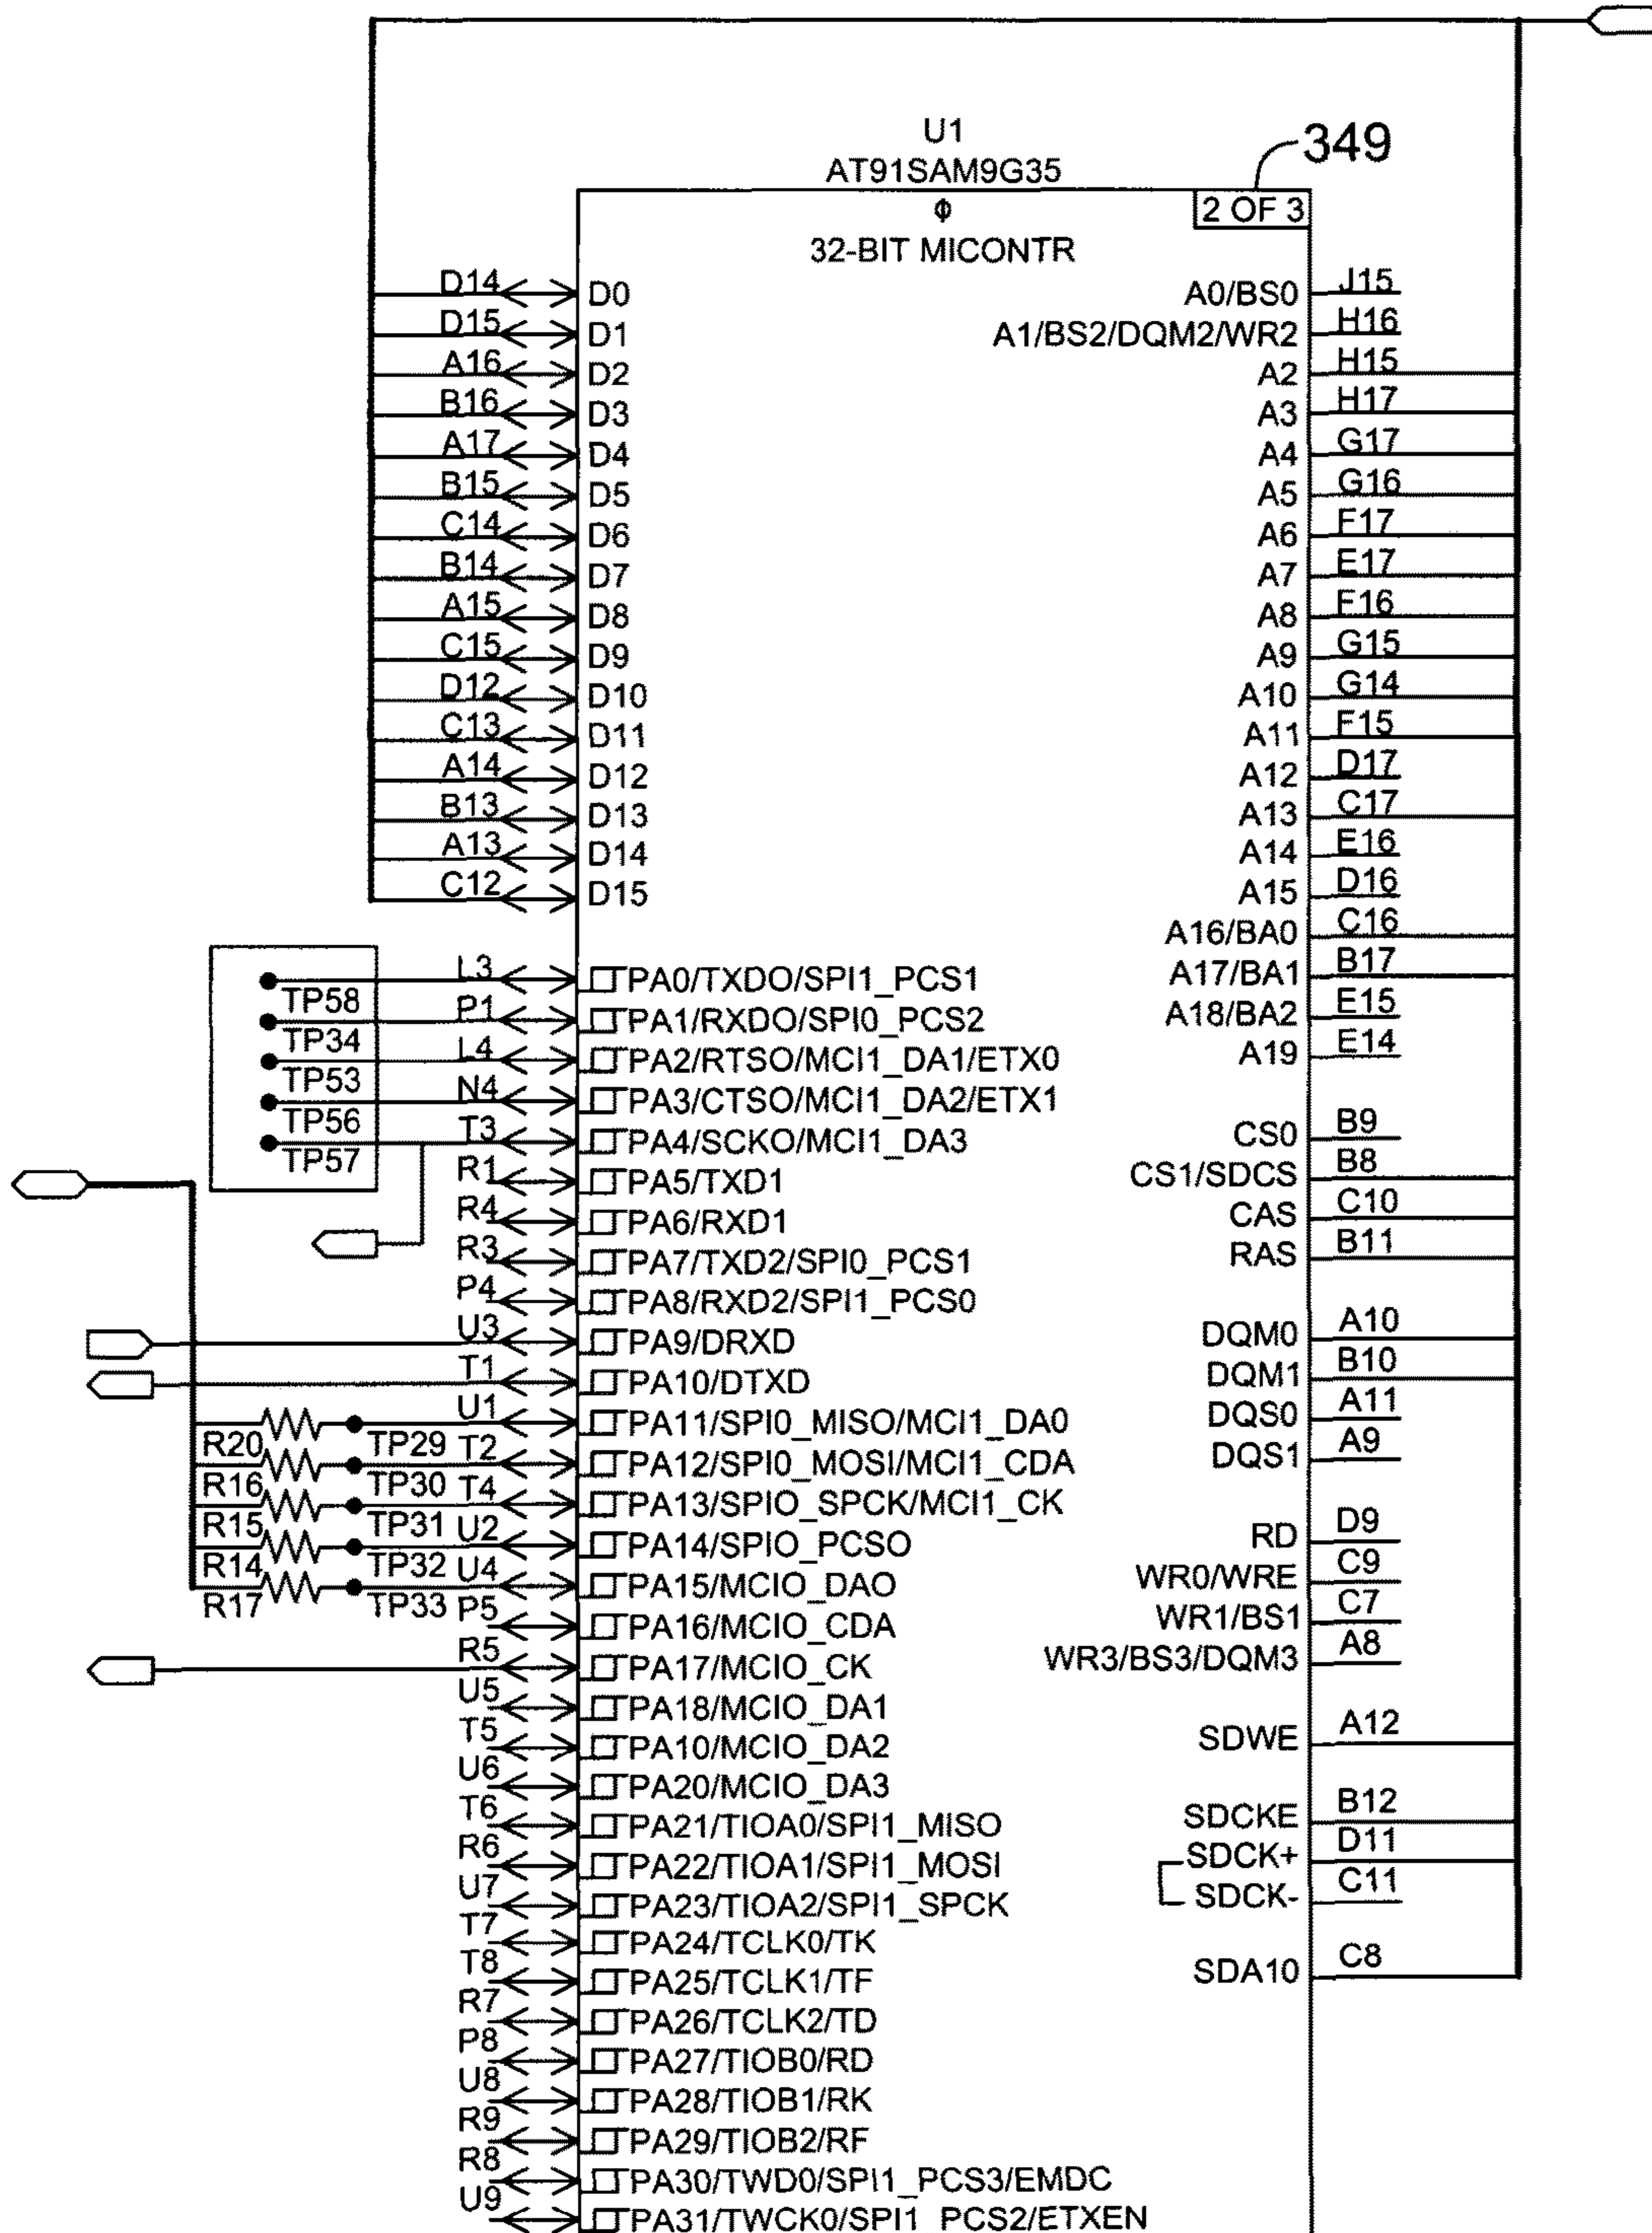 U1
349
AT91SAM9G35
Φ
2 OF 3
32-BIT MICONTR
D14 D0 A0/BS0 J15
D15 D1 A1/BS2/DQM2/WR2 H16
A16 D2 A2 H15
B16 D3 A3 H17
A17 D4 A4 G17
B15 D5 A5 G16
C14 D6 A6 F17
B14 D7 A7 E17
A15 D8 A8 F16
C15 D9 A9 G15
D12 D10 A10 G14
C13 D11 A11 F15
A14 D12 A12 D17
B13 D13 A13 C17
A13 D14 A14 E16
C12 D15 A15 D16
A16/BA0 C16
L3 PA0/TXDO/SPI1_PCS1 A17/BA1 B17
TP58 P1 PA1/RXDO/SPI0_PCS2 A18/BA2 E15
TP34 L4 PA2/RTSO/MCI1_DA1/ETX0 A19 E14
TP53 N4 PA3/CTSO/MCI1_DA2/ETX1
TP56 T3 PA4/SCKO/MCI1_DA3 CS0 B9
TP57 R1 PA5/TXD1 CS1/SDCS B8
R4 PA6/RXD1 CAS C10
R3 PA7/TXD2/SPI0_PCS1 RAS B11
P4 PA8/RXD2/SPI1_PCS0
U3 PA9/DRXD DQM0 A10
T1 PA10/DTXD DQM1 B10
U1 PA11/SPI0_MISO/MCI1_DA0 DQS0 A11
R20 TP29 T2 PA12/SPI0_MOSI/MCI1_CDA DQS1 A9
R16 TP30 T4 PA13/SPIO_SPCK/MCI1_CK
R15 TP31 U2 PA14/SPIO_PCSO RD D9
R14 TP32 U4 PA15/MCIO_DAO WR0/WRE C9
R17 TP33 P5 PA16/MCIO_CDA WR1/BS1 C7
R5 PA17/MCIO_CK WR3/BS3/DQM3 A8
U5 PA18/MCIO_DA1
T5 PA10/MCIO_DA2 SDWE A12
U6 PA20/MCIO_DA3
T6 PA21/TIOA0/SPI1_MISO SDCKE B12
R6 PA22/TIOA1/SPI1_MOSI SDCK+ D11
U7 PA23/TIOA2/SPI1_SPCK SDCK- C11
T7 PA24/TCLK0/TK
T8 PA25/TCLK1/TF SDA10 C8
R7 PA26/TCLK2/TD
P8 PA27/TIOB0/RD
U8 PA28/TIOB1/RK
R9 PA29/TIOB2/RF
R8 PA30/TWD0/SPI1_PCS3/EMDC
U9 PA31/TWCK0/SPI1_PCS2/ETXEN